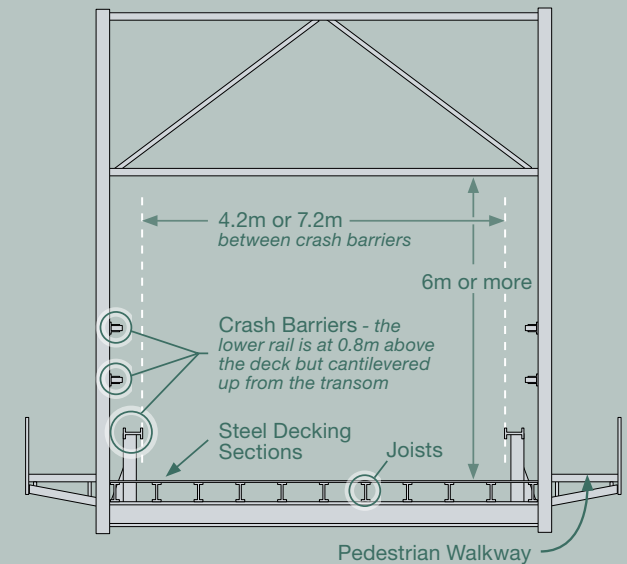 4.2m or 7.2m
between crash barriers
6m or more
Crash Barriers - the
lower rail is at 0.8m above
the deck but cantilevered
up from the transom
Steel Decking
Sections
Joists
Pedestrian Walkway